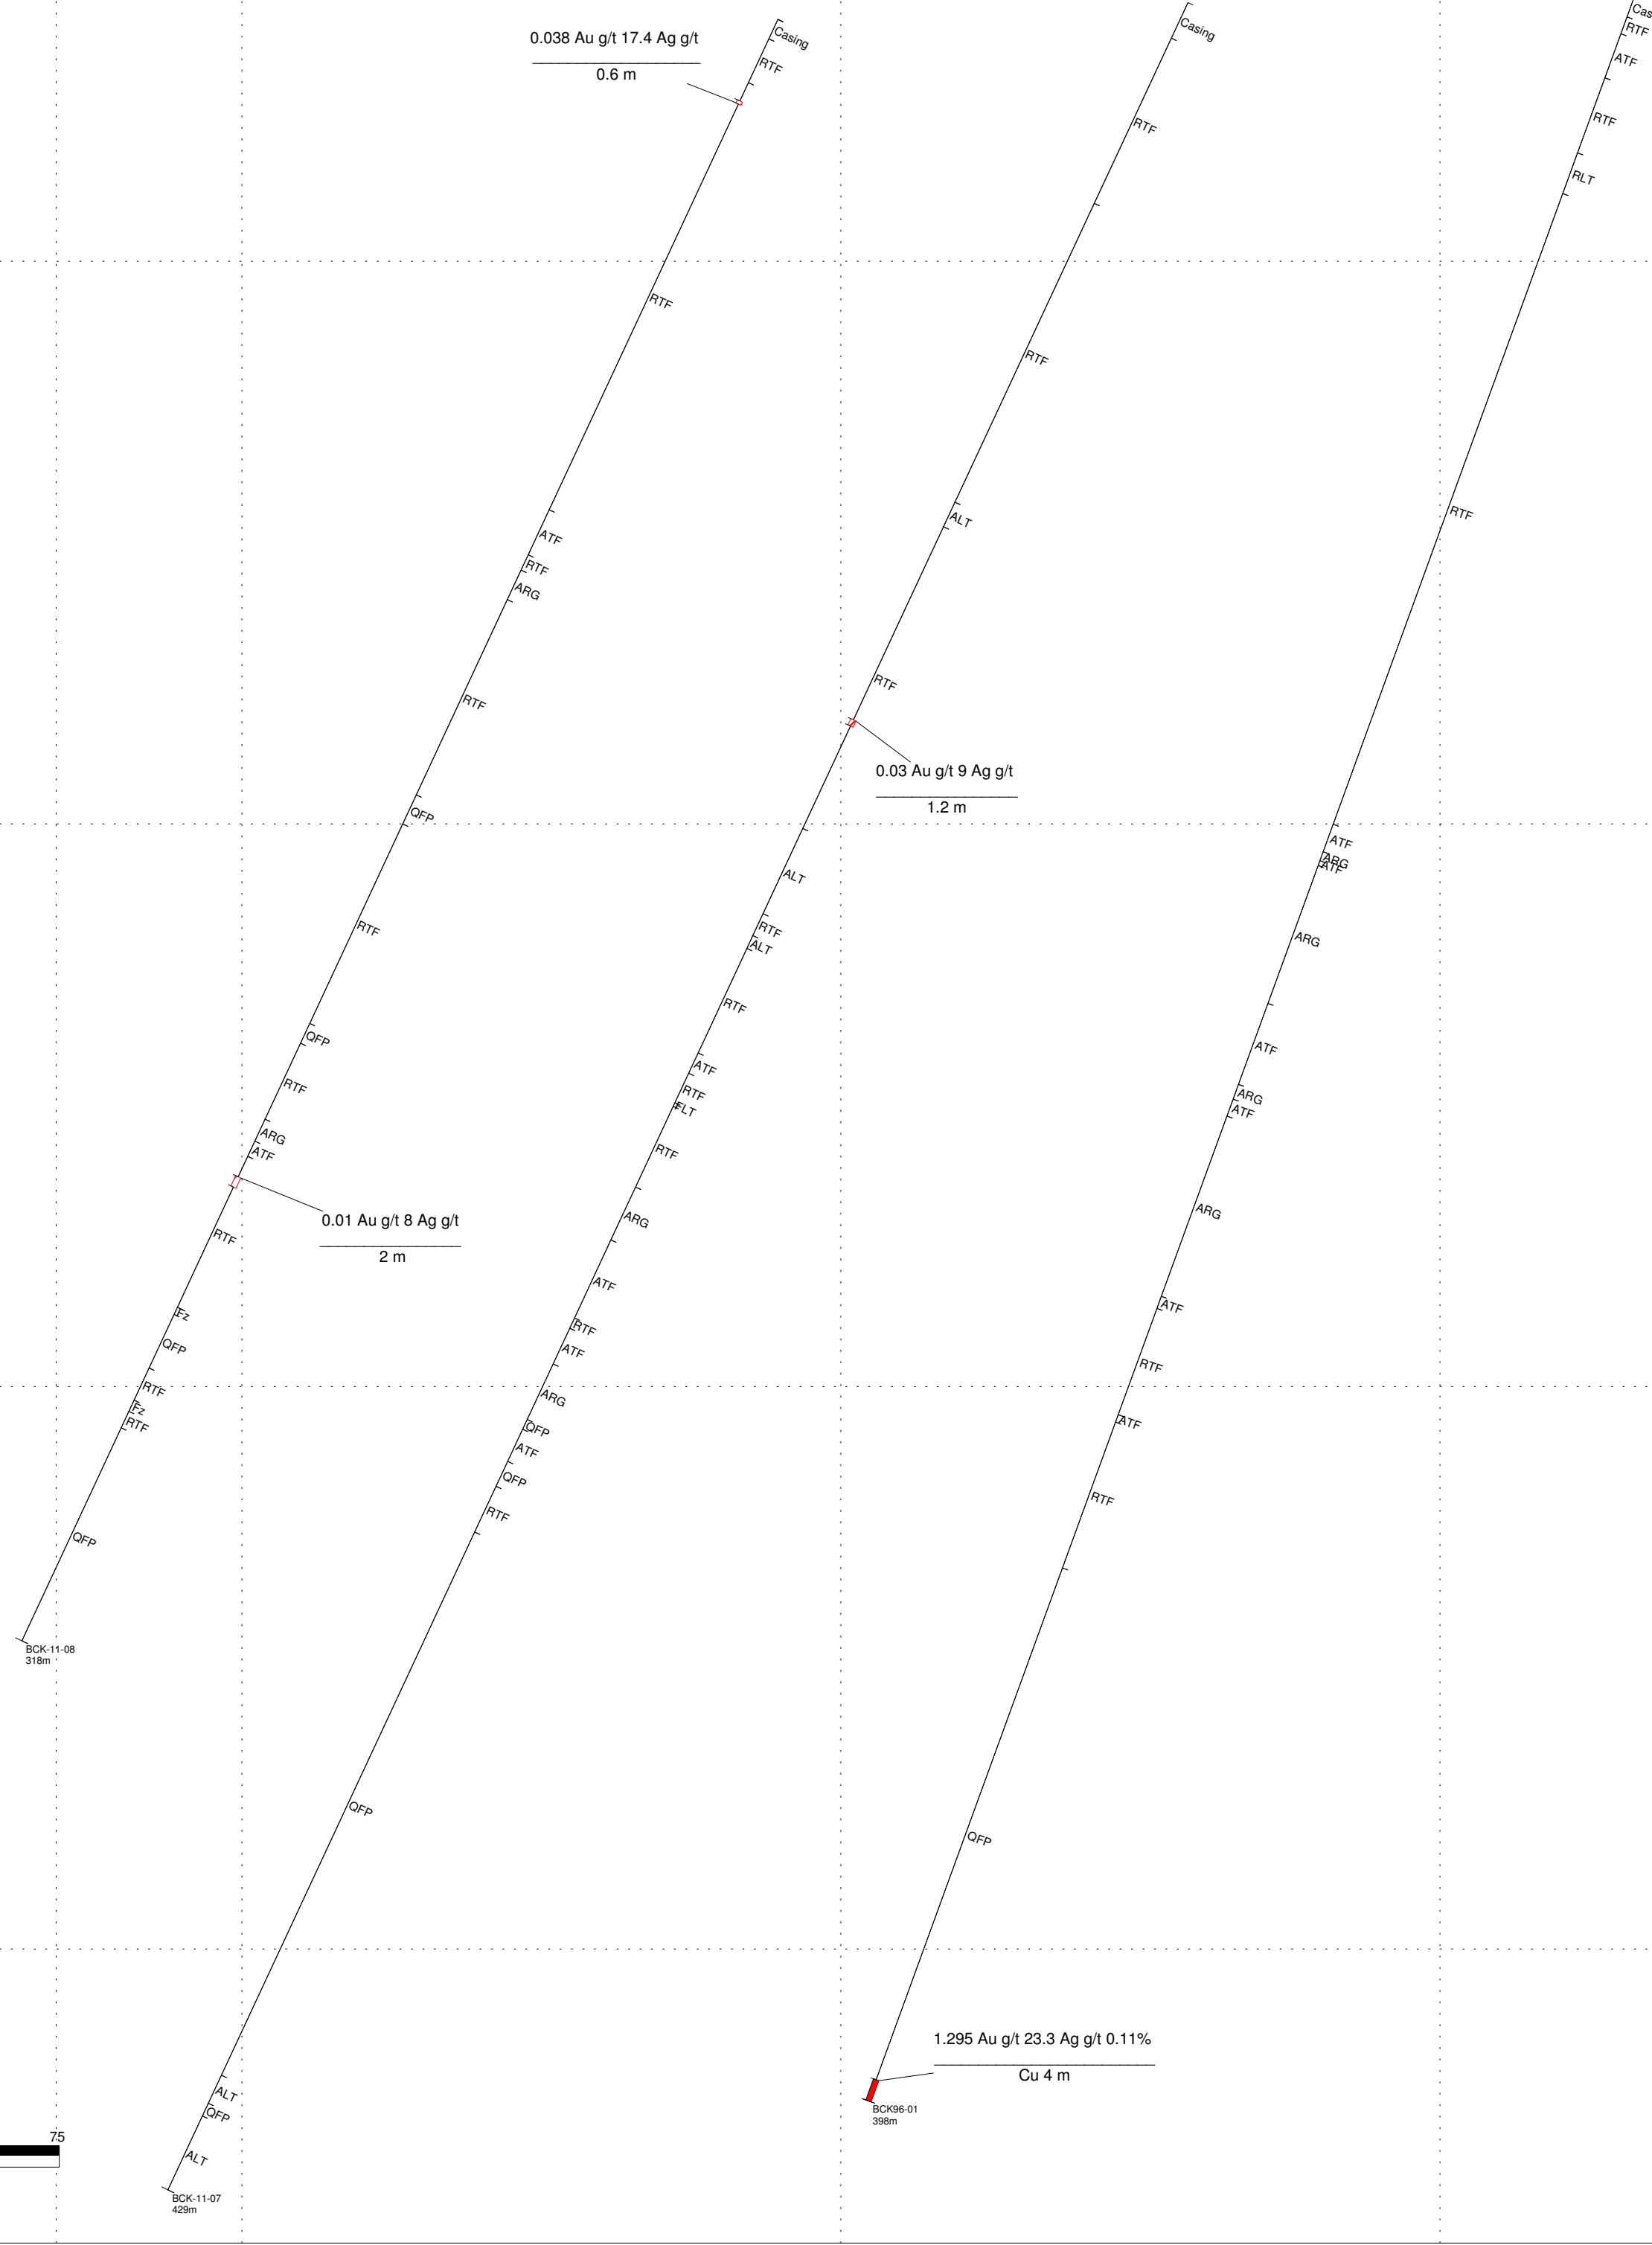 0.038 Au g/t 17.4 Ag g/t
0.6 m
Casing
RTF
RTF
ATF
RTF
ARG
RTF
QFP
RTF
QFP
RTF
ARG
ATF
0.01 Au g/t 8 Ag g/t
2 m
RTF
Fz
QFP
RTF
Fz
RTF
QFP
BCK-11-08
318m
75
Casing
RTF
RTF
ALT
RTF
0.03 Au g/t 9 Ag g/t
1.2 m
ALT
RTF
ALT
RTF
ATF
RTF
FLT
RTF
ARG
ATF
RTF
ATF
ARG
QFP
ATF
QFP
RTF
QFP
ALT
QFP
ALT
BCK-11-07
429m
Cas
RTF
ATF
RTF
RLT
RTF
ATF
ARG
ATF
ARG
ATF
ARG
ATF
ARG
ATF
RTF
ATF
RTF
QFP
1.295 Au g/t 23.3 Ag g/t 0.11%
Cu 4 m
BCK96-01
398m